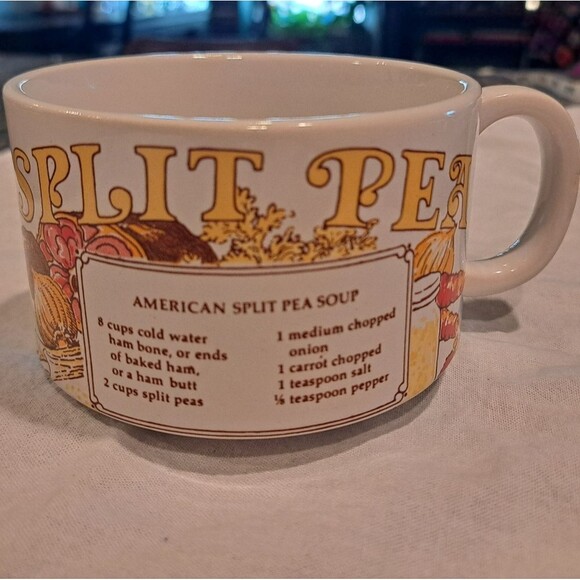 SPLIT PEA
AMERICAN SPLIT PEA SOUP
8 cups cold water
ham bone, or ends
of baked ham,
or a ham butt
2 cups split peas
1 medium chopped
onion
1 carrot chopped
1 teaspoon salt
⅛ teaspoon pepper